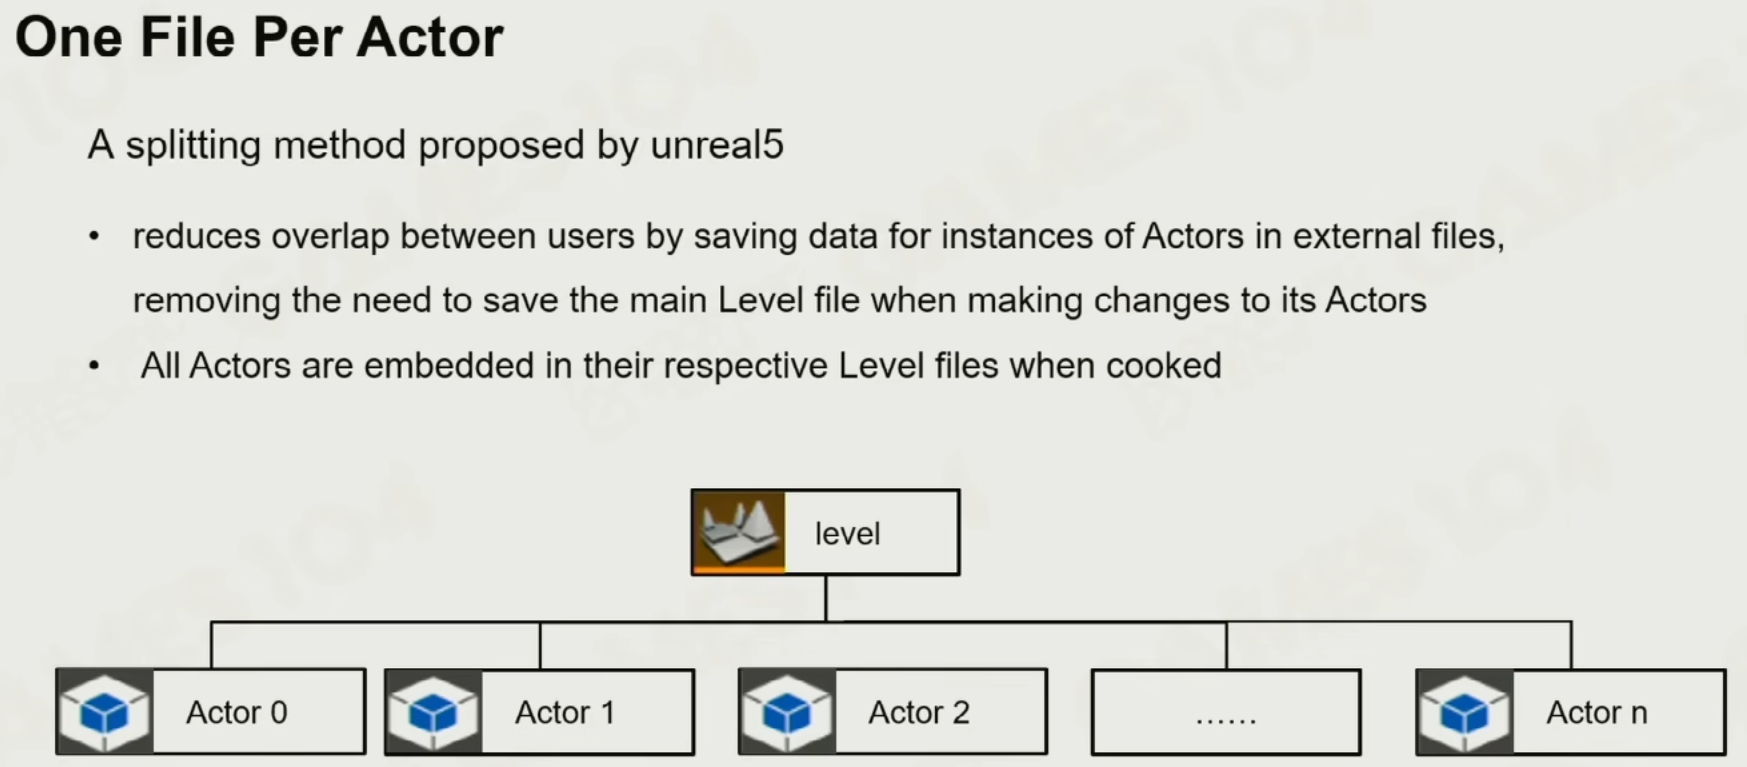 One File Per Actor
A splitting method proposed by unreal5
• reduces overlap between users by saving data for instances of Actors in external files,
removing the need to save the main Level file when making changes to its Actors
• All Actors are embedded in their respective Level files when cooked
level
Actor 0
Actor 1
Actor 2
......
Actor n